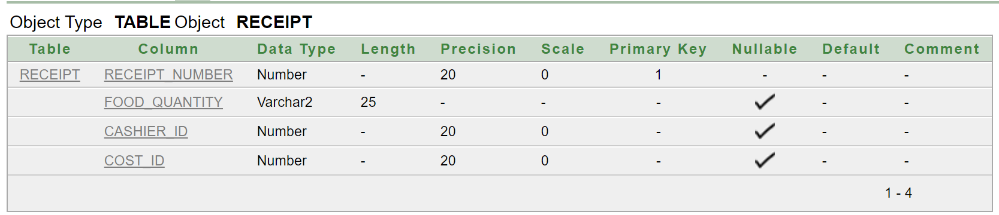 Object Type TABLE Object RECEIPT
Table Column Data Type Length Precision Scale Primary Key Nullable Default Comment
RECEIPT RECEIPT_NUMBER Number - 20 0 1 - - -
FOOD_QUANTITY Varchar2 25 - - - ✓ - -
CASHIER_ID Number - 20 0 - ✓ - -
COST_ID Number - 20 0 - ✓ - -
1 - 4